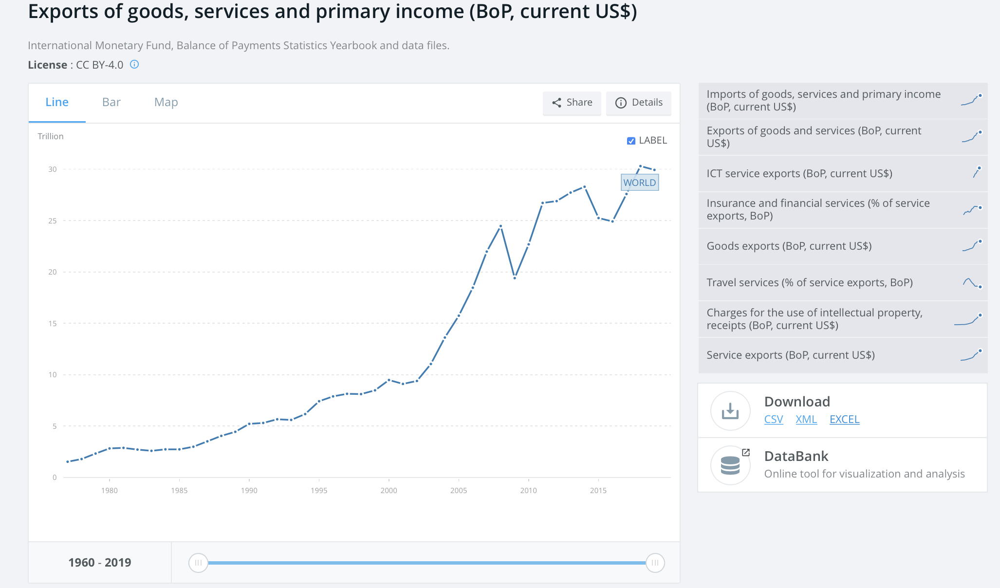 Exports of goods, services and primary income (BoP, current US$)
International Monetary Fund, Balance of Payments Statistics Yearbook and data files.
License : CC BY-4.0
Line
Bar
Map
Share
Details
Trillion
LABEL
30
25
20
15
10
5
0
WORLD
1980
1985
1990
1995
2000
2005
2010
2015
1960 - 2019
Imports of goods, services and primary income
(BoP, current US$)
Exports of goods and services (BoP, current
US$)
ICT service exports (BoP, current US$)
Insurance and financial services (% of service
exports, BoP)
Goods exports (BoP, current US$)
Travel services (% of service exports, BoP)
Charges for the use of intellectual property,
receipts (BoP, current US$)
Service exports (BoP, current US$)
Download
CSV XML EXCEL
DataBank
Online tool for visualization and analysis